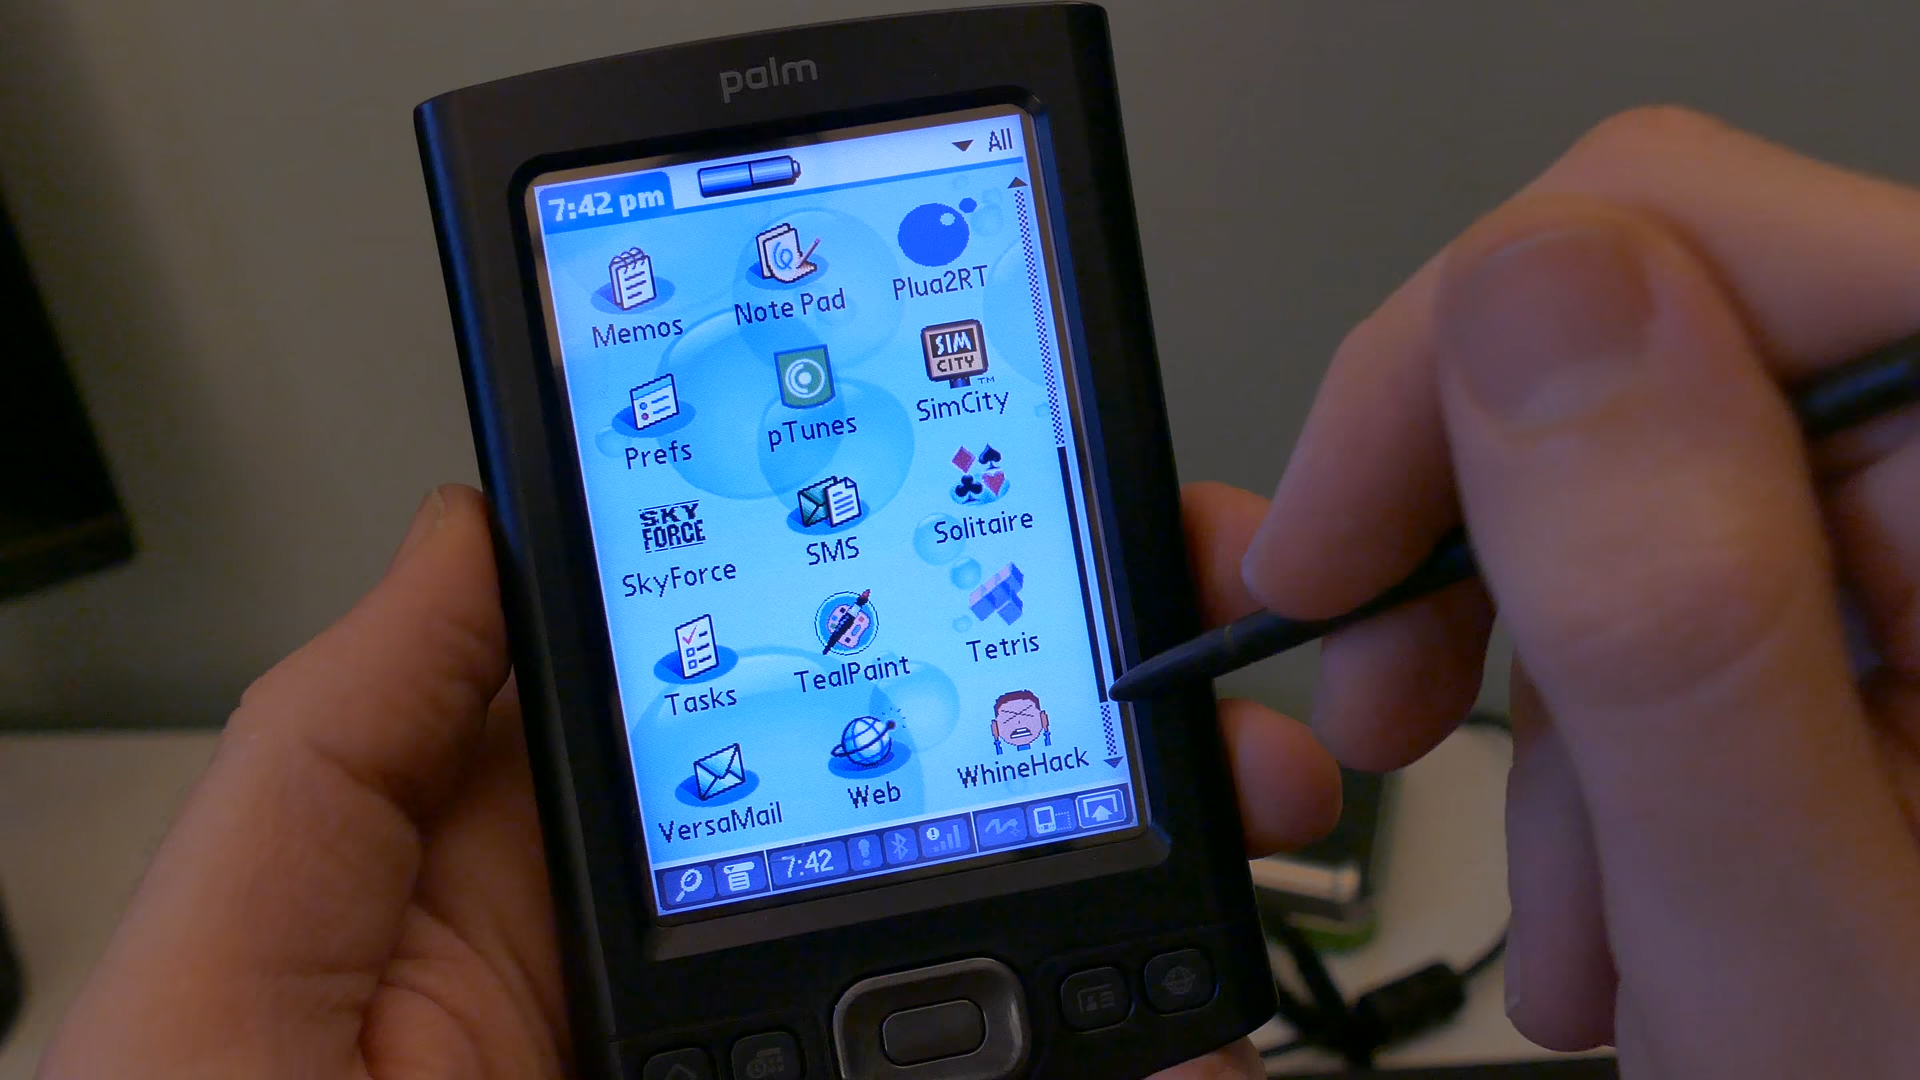 palm
7:42 pm
All
Memos
Note Pad
Plua2RT
SIM
CITY
TM
Prefs
pTunes
SimCity
SKY
FORCE
SkyForce
SMS
Solitaire
Tasks
TealPaint
Tetris
VersaMail
Web
WhineHack
7:42